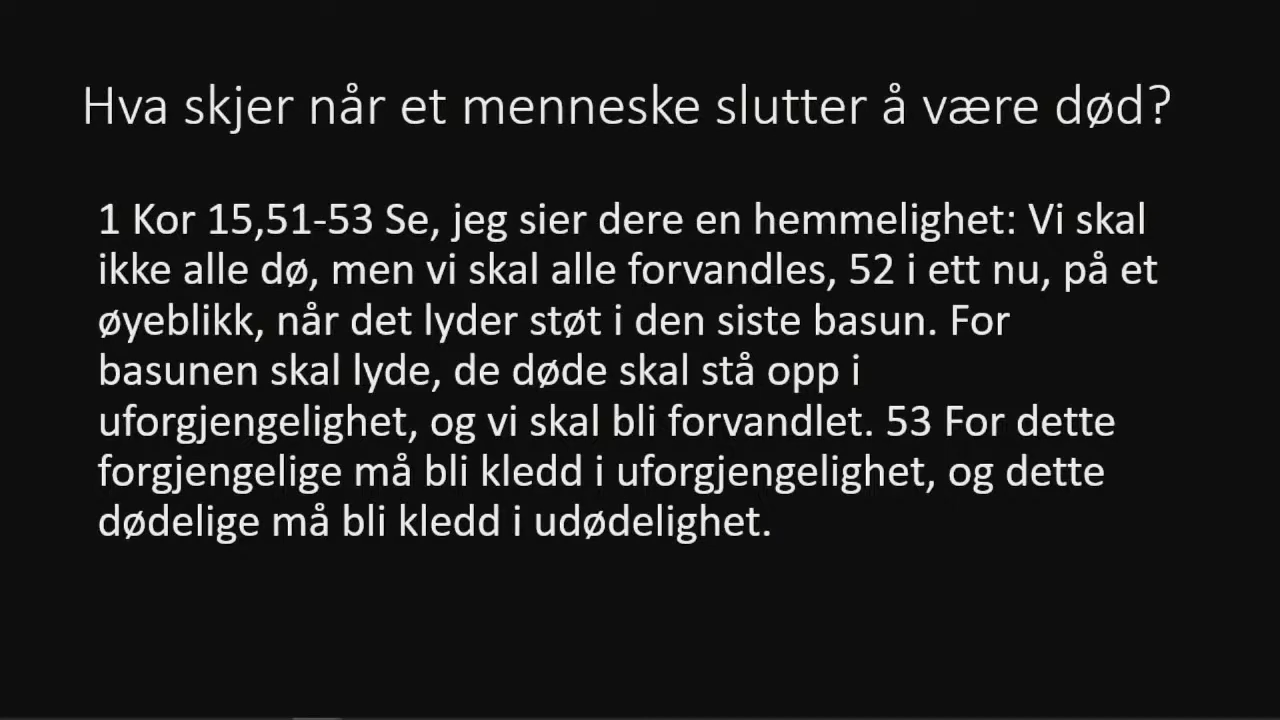 Hva skjer når et menneske slutter å være død?
1 Kor 15,51-53 Se, jeg sier dere en hemmelighet: Vi skal
ikke alle dø, men vi skal alle forvandles, 52 i ett nu, på et
øyeblikk, når det lyder støt i den siste basun. For
basunen skal lyde, de døde skal stå opp i
uforgjengelighet, og vi skal bli forvandlet. 53 For dette
forgjengelige må bli kledd i uforgjengelighet, og dette
dødelige må bli kledd i udødelighet.